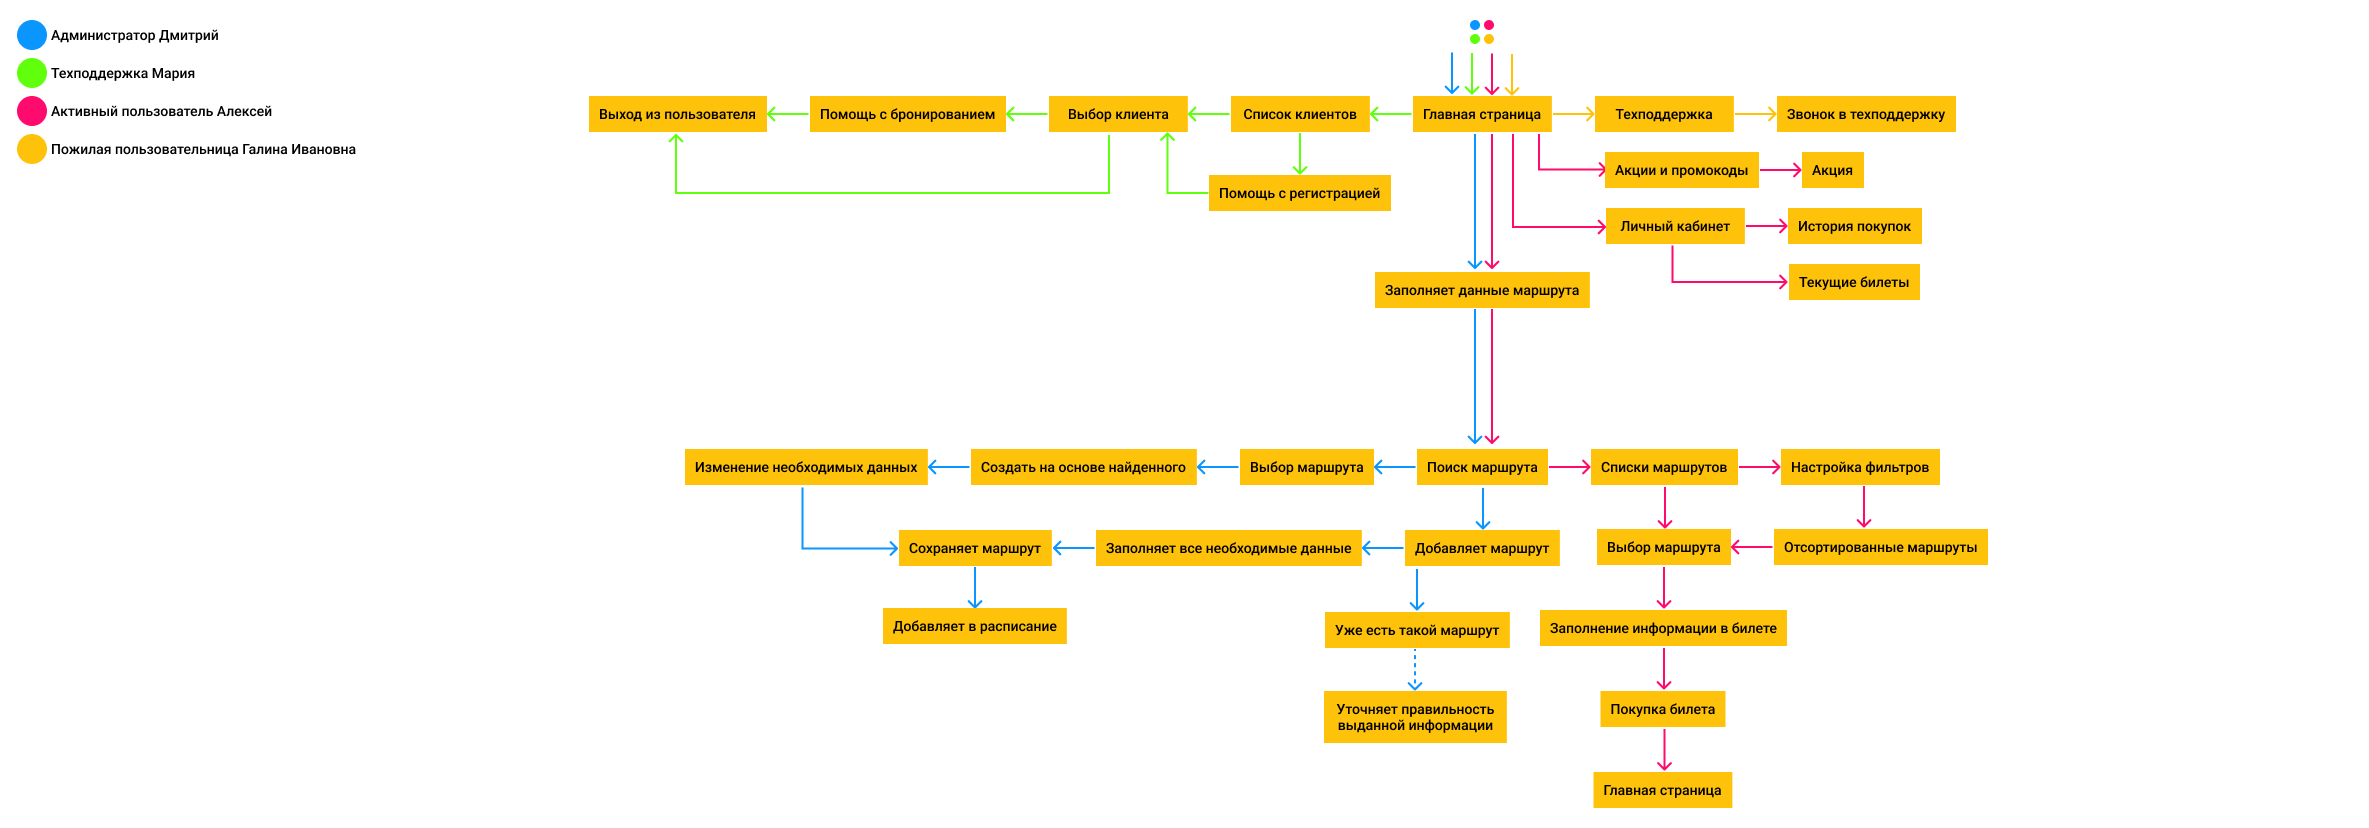 Администратор Дмитрий
Техподдержка Мария
Активный пользователь Алексей
Пожилая пользовательница Галина Ивановна
Выход из пользователя
Помощь с бронированием
Выбор клиента
Список клиентов
Главная страница
Техподдержка
Звонок в техподдержку
Акции и промокоды
Акция
Помощь с регистрацией
Личный кабинет
История покупок
Текущие билеты
Заполняет данные маршрута
Изменение необходимых данных
Создать на основе найденного
Выбор маршрута
Поиск маршрута
Списки маршрутов
Настройка фильтров
Сохраняет маршрут
Заполняет все необходимые данные
Добавляет маршрут
Выбор маршрута
Отсортированные маршруты
Добавляет в расписание
Уже есть такой маршрут
Заполнение информации в билете
Уточняет правильность
выданной информации
Покупка билета
Главная страница